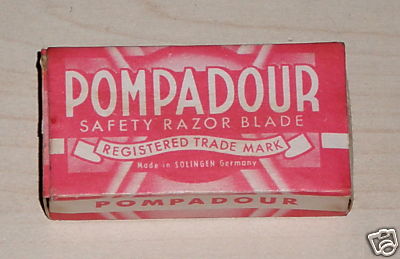 POMPADOUR
SAFETY RAZOR BLADE
REGISTERED TRADE MARK
Made in SOLINGEN Germany
POMPADOUR